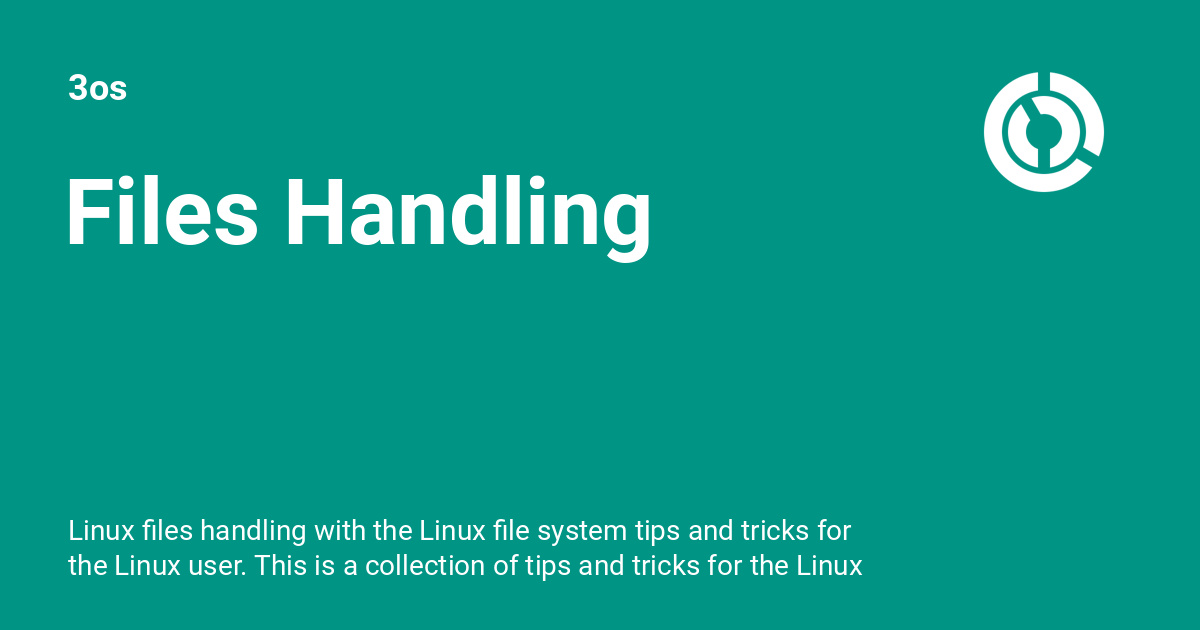 3os
Files Handling
Linux files handling with the Linux file system tips and tricks for
the Linux user. This is a collection of tips and tricks for the Linux